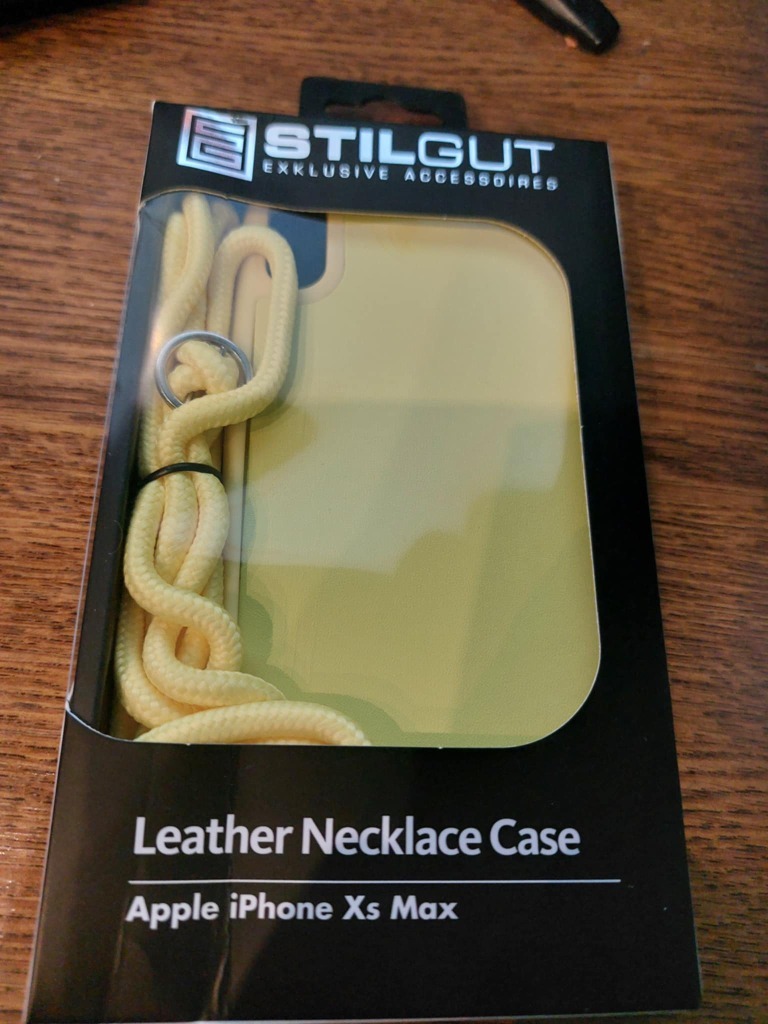 STILGUT
EXKLUSIVE ACCESSOIRES
Leather Necklace Case
Apple iPhone Xs Max